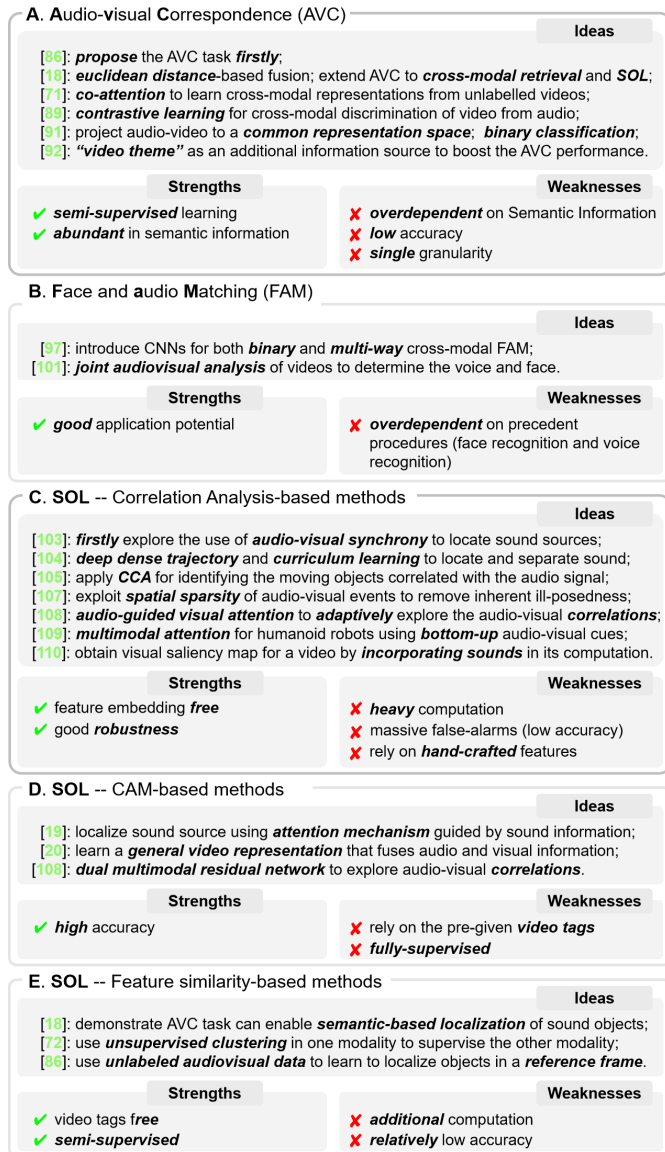 A. Audio-visual Correspondence (AVC)
Ideas
[86]: propose the AVC task firstly;
[18]: euclidean distance-based fusion; extend AVC to cross-modal retrieval and SOL;
[71]: co-attention to learn cross-modal representations from unlabelled videos;
[89]: contrastive learning for cross-modal discrimination of video from audio;
[91]: project audio-video to a common representation space; binary classification;
[92]: “video theme” as an additional information source to boost the AVC performance.
Strengths
✔ semi-supervised learning
✔ abundant in semantic information
Weaknesses
✘ overdependent on Semantic Information
✘ low accuracy
✘ single granularity
B. Face and audio Matching (FAM)
Ideas
[97]: introduce CNNs for both binary and multi-way cross-modal FAM;
[101]: joint audiovisual analysis of videos to determine the voice and face.
Strengths
✔ good application potential
Weaknesses
✘ overdependent on precedent
procedures (face recognition and voice
recognition)
C. SOL -- Correlation Analysis-based methods
Ideas
[103]: firstly explore the use of audio-visual synchrony to locate sound sources;
[104]: deep dense trajectory and curriculum learning to locate and separate sound;
[105]: apply CCA for identifying the moving objects correlated with the audio signal;
[107]: exploit spatial sparsity of audio-visual events to remove inherent ill-posedness;
[108]: audio-guided visual attention to adaptively explore the audio-visual correlations;
[109]: multimodal attention for humanoid robots using bottom-up audio-visual cues;
[110]: obtain visual saliency map for a video by incorporating sounds in its computation.
Strengths
✔ feature embedding free
✔ good robustness
Weaknesses
✘ heavy computation
✘ massive false-alarms (low accuracy)
✘ rely on hand-crafted features
D. SOL -- CAM-based methods
Ideas
[19]: localize sound source using attention mechanism guided by sound information;
[20]: learn a general video representation that fuses audio and visual information;
[108]: dual multimodal residual network to explore audio-visual correlations.
Strengths
✔ high accuracy
Weaknesses
✘ rely on the pre-given video tags
✘ fully-supervised
E. SOL -- Feature similarity-based methods
Ideas
[18]: demonstrate AVC task can enable semantic-based localization of sound objects;
[72]: use unsupervised clustering in one modality to supervise the other modality;
[86]: use unlabeled audiovisual data to learn to localize objects in a reference frame.
Strengths
✔ video tags free
✔ semi-supervised
Weaknesses
✘ additional computation
✘ relatively low accuracy